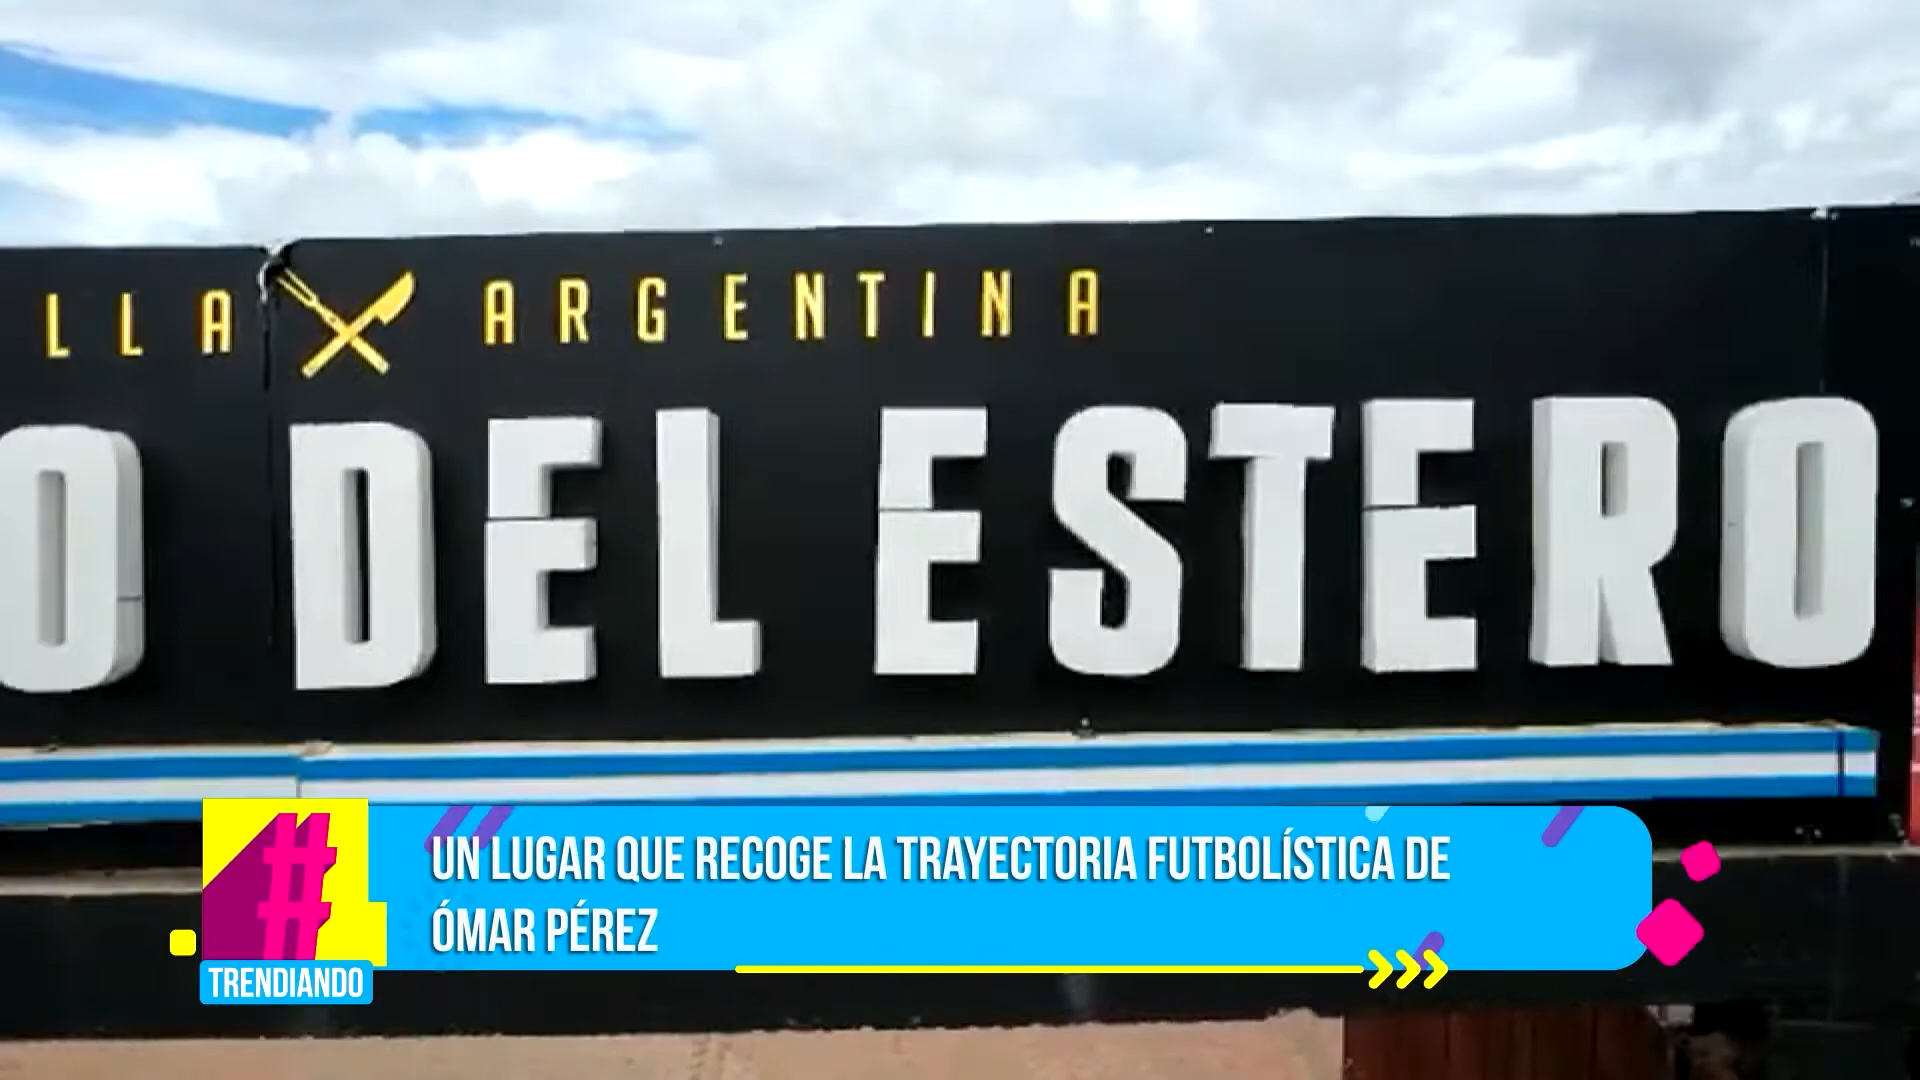 LLA ARGENTINA
O DEL ESTERO
UN LUGAR QUE RECOGE LA TRAYECTORIA FUTBOLÍSTICA DE
ÓMAR PÉREZ
#
TRENDIANDO